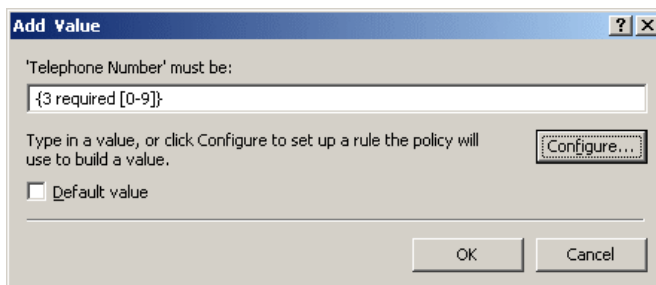 Add Value
'Telephone Number' must be:
{3 required [0-9]}
Type in a value, or click Configure to set up a rule the policy will
use to build a value.
Configure...
Default value
OK
Cancel